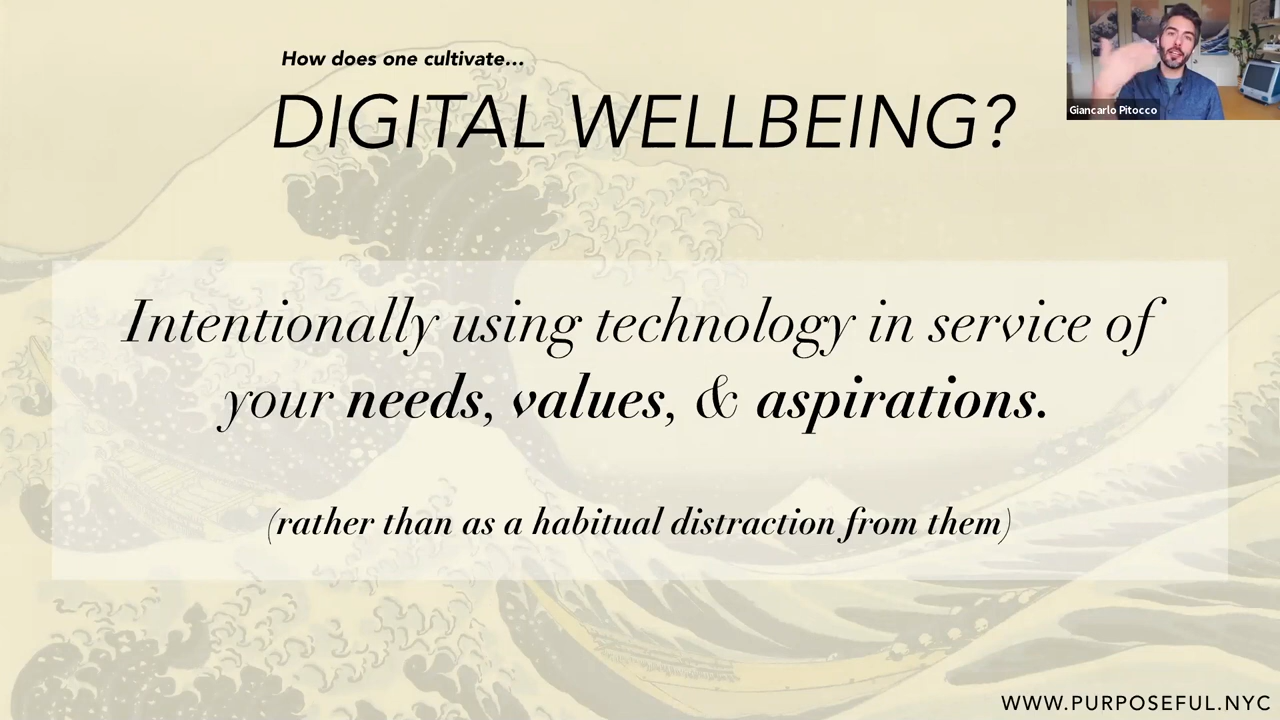 How does one cultivate...
DIGITAL WELLBEING?
Giancarlo Pitocco
Intentionally using technology in service of
your needs, values, & aspirations.
(rather than as a habitual distraction from them)
WWW.PURPOSEFUL.NYC